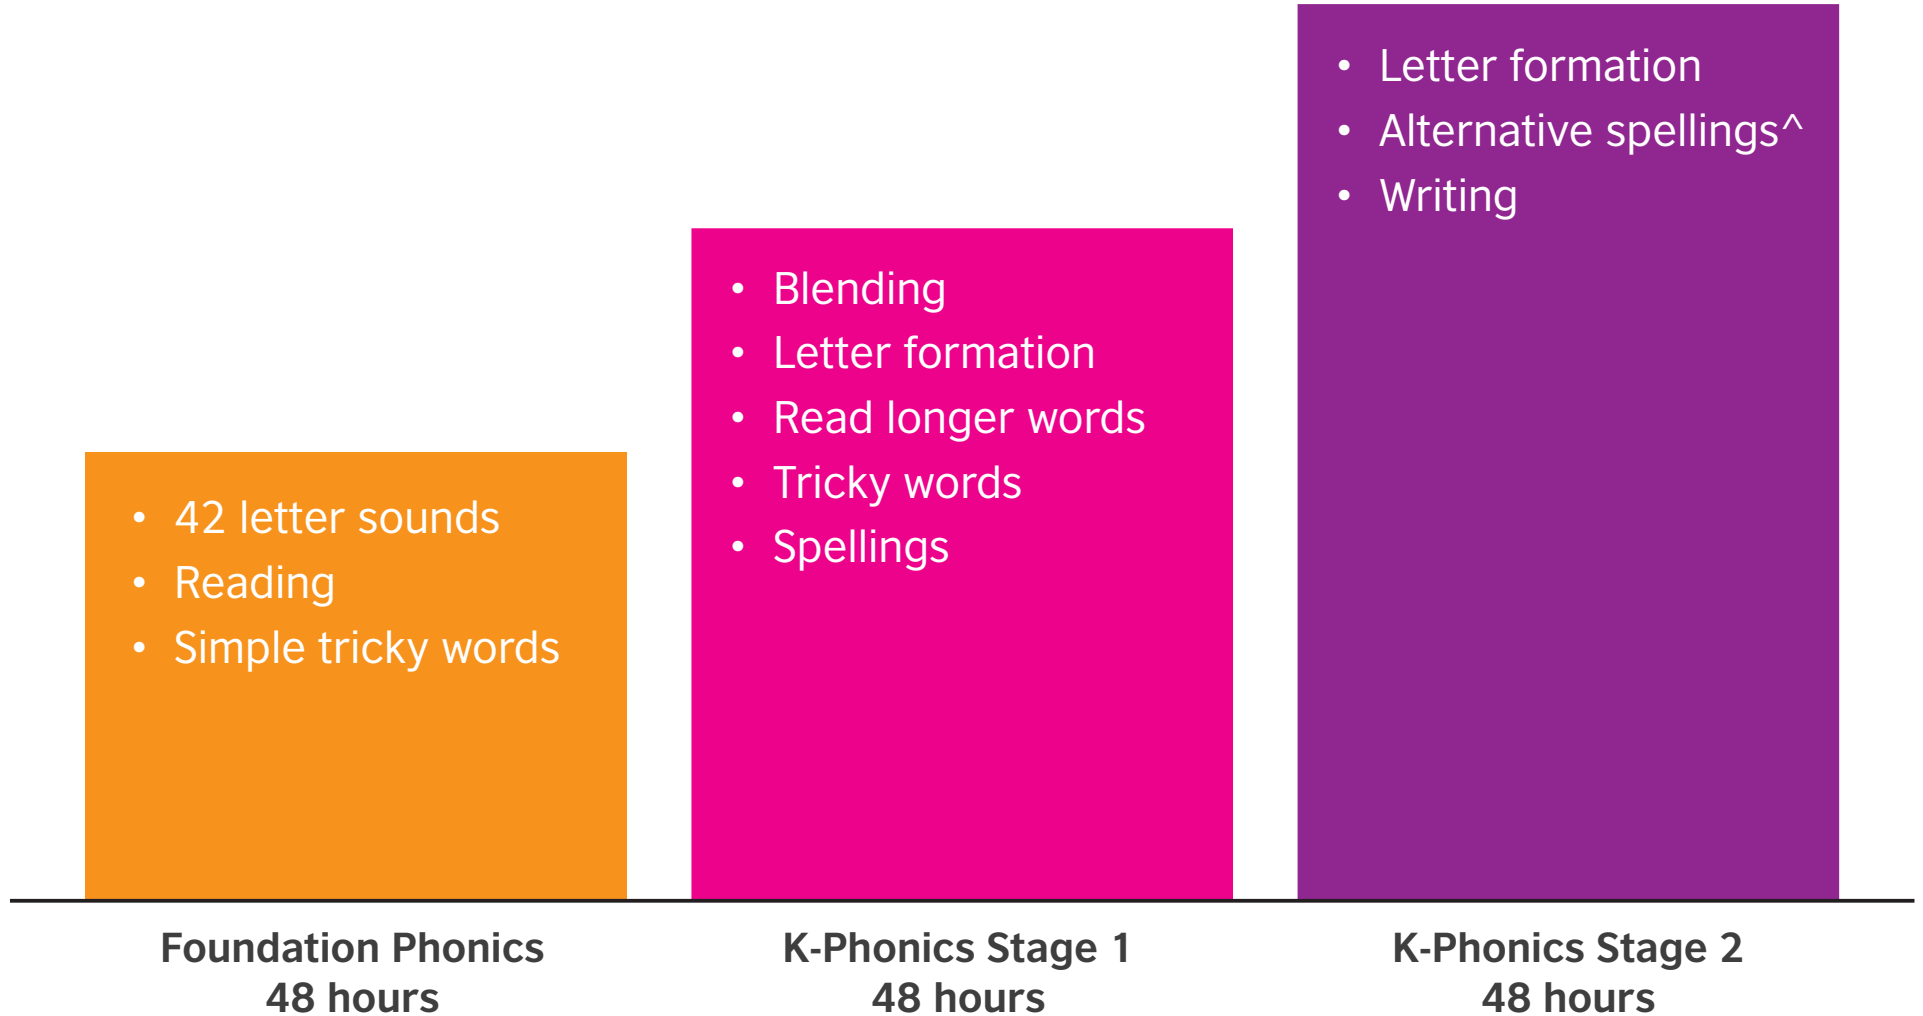 • 42 letter sounds
• Reading
• Simple tricky words
Foundation Phonics
48 hours
• Blending
• Letter formation
• Read longer words
• Tricky words
• Spellings
K-Phonics Stage 1
48 hours
• Letter formation
• Alternative spellings^
• Writing
K-Phonics Stage 2
48 hours